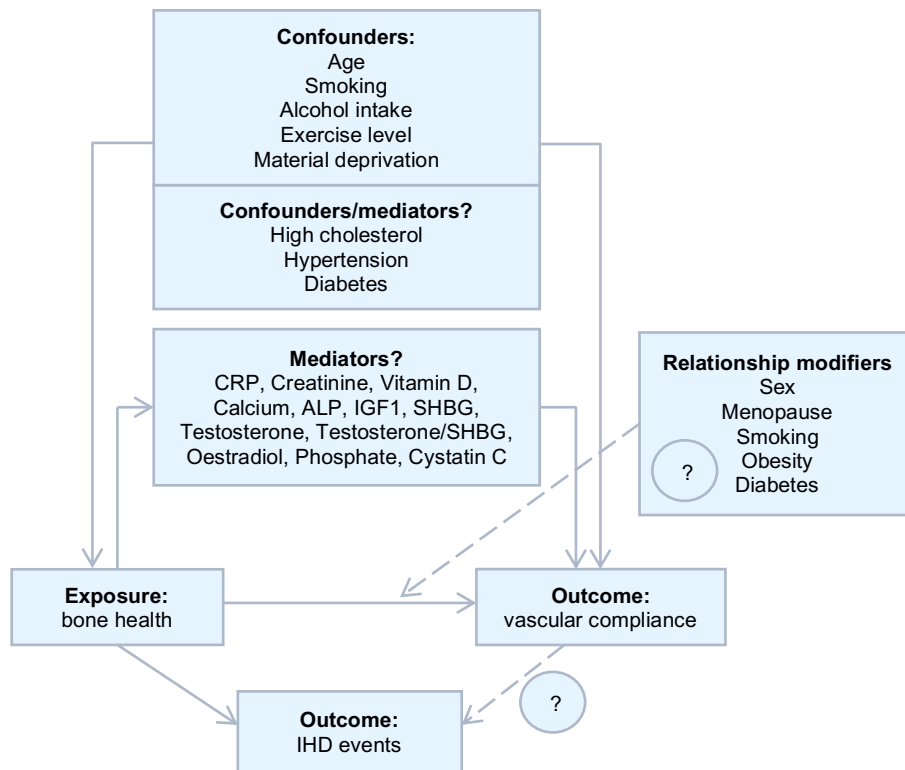 Confounders:
Age
Smoking
Alcohol intake
Exercise level
Material deprivation
Confounders/mediators?
High cholesterol
Hypertension
Diabetes
Mediators?
CRP, Creatinine, Vitamin D,
Calcium, ALP, IGF1, SHBG,
Testosterone, Testosterone/SHBG,
Oestradiol, Phosphate, Cystatin C
Relationship modifiers
Sex
Menopause
Smoking
Obesity
Diabetes
?
Exposure:
bone health
Outcome:
vascular compliance
Outcome:
IHD events
?